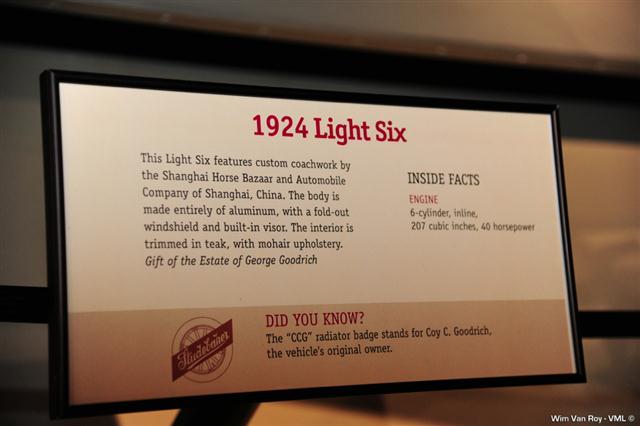 1924 Light Six
This Light Six features custom coachwork by
the Shanghai Horse Bazaar and Automobile
Company of Shanghai, China. The body is
made entirely of aluminum, with a fold-out
windshield and built-in visor. The interior is
trimmed in teak, with mohair upholstery.
Gift of the Estate of George Goodrich
INSIDE FACTS
ENGINE
6-cylinder, inline,
207 cubic inches, 40 horsepower
Studebaker
DID YOU KNOW?
The "CCG" radiator badge stands for Coy C. Goodrich,
the vehicle's original owner.
Wim Van Roy - VML ©